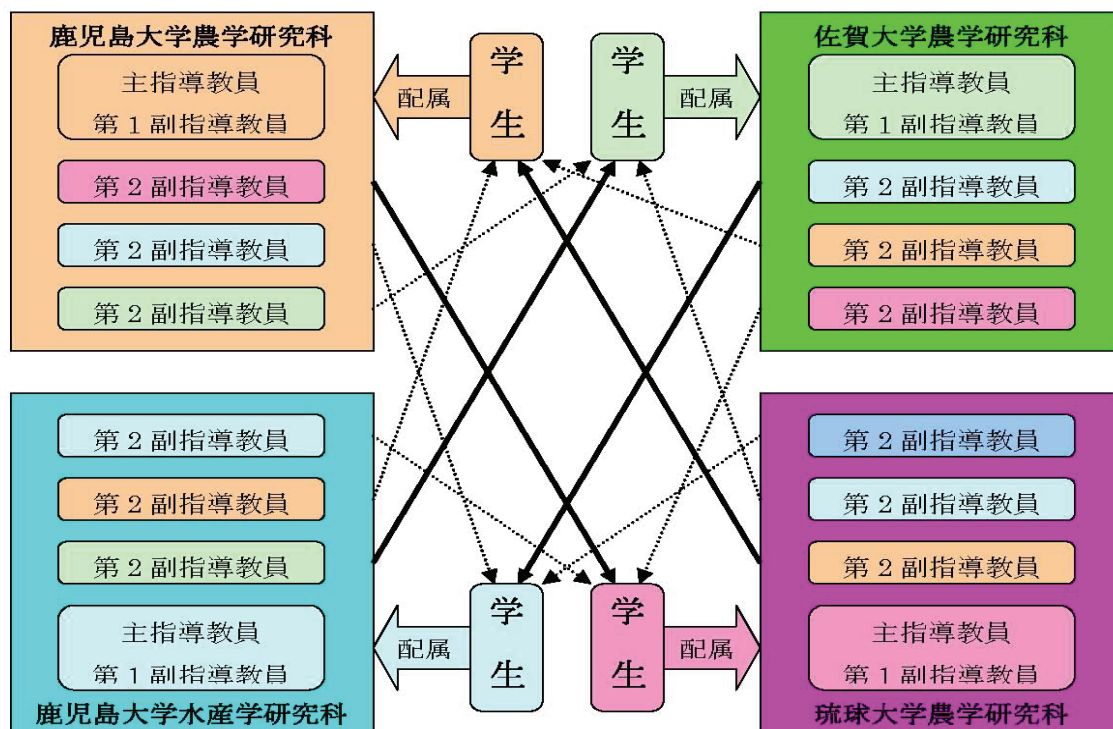 鹿児島大学農学研究科
主指導教員
第1副指導教員
第2副指導教員
第2副指導教員
第2副指導教員
配属
学
生
学
生
配属
佐賀大学農学研究科
主指導教員
第1副指導教員
第2副指導教員
第2副指導教員
第2副指導教員
第2副指導教員
第2副指導教員
第2副指導教員
主指導教員
第1副指導教員
鹿児島大学水産学研究科
配属
学
生
学
生
配属
第2副指導教員
第2副指導教員
第2副指導教員
主指導教員
第1副指導教員
琉球大学農学研究科